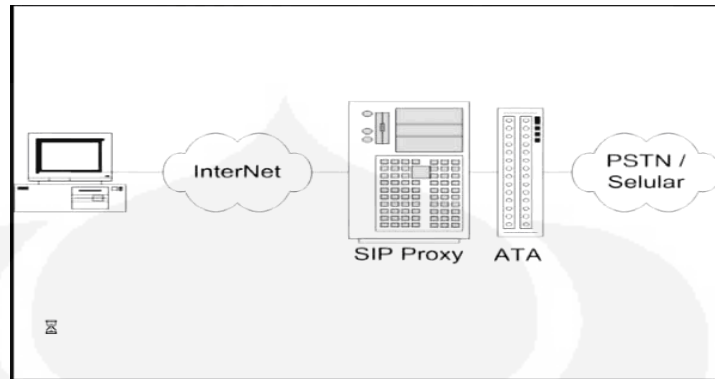 InterNet
PSTN /
Selular
SIP Proxy
ATA